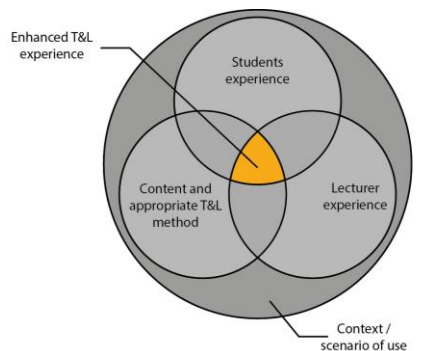 Enhanced T&L
experience
Students
experience
Content and
appropriate T&L
method
Lecturer
experience
Context /
scenario of use